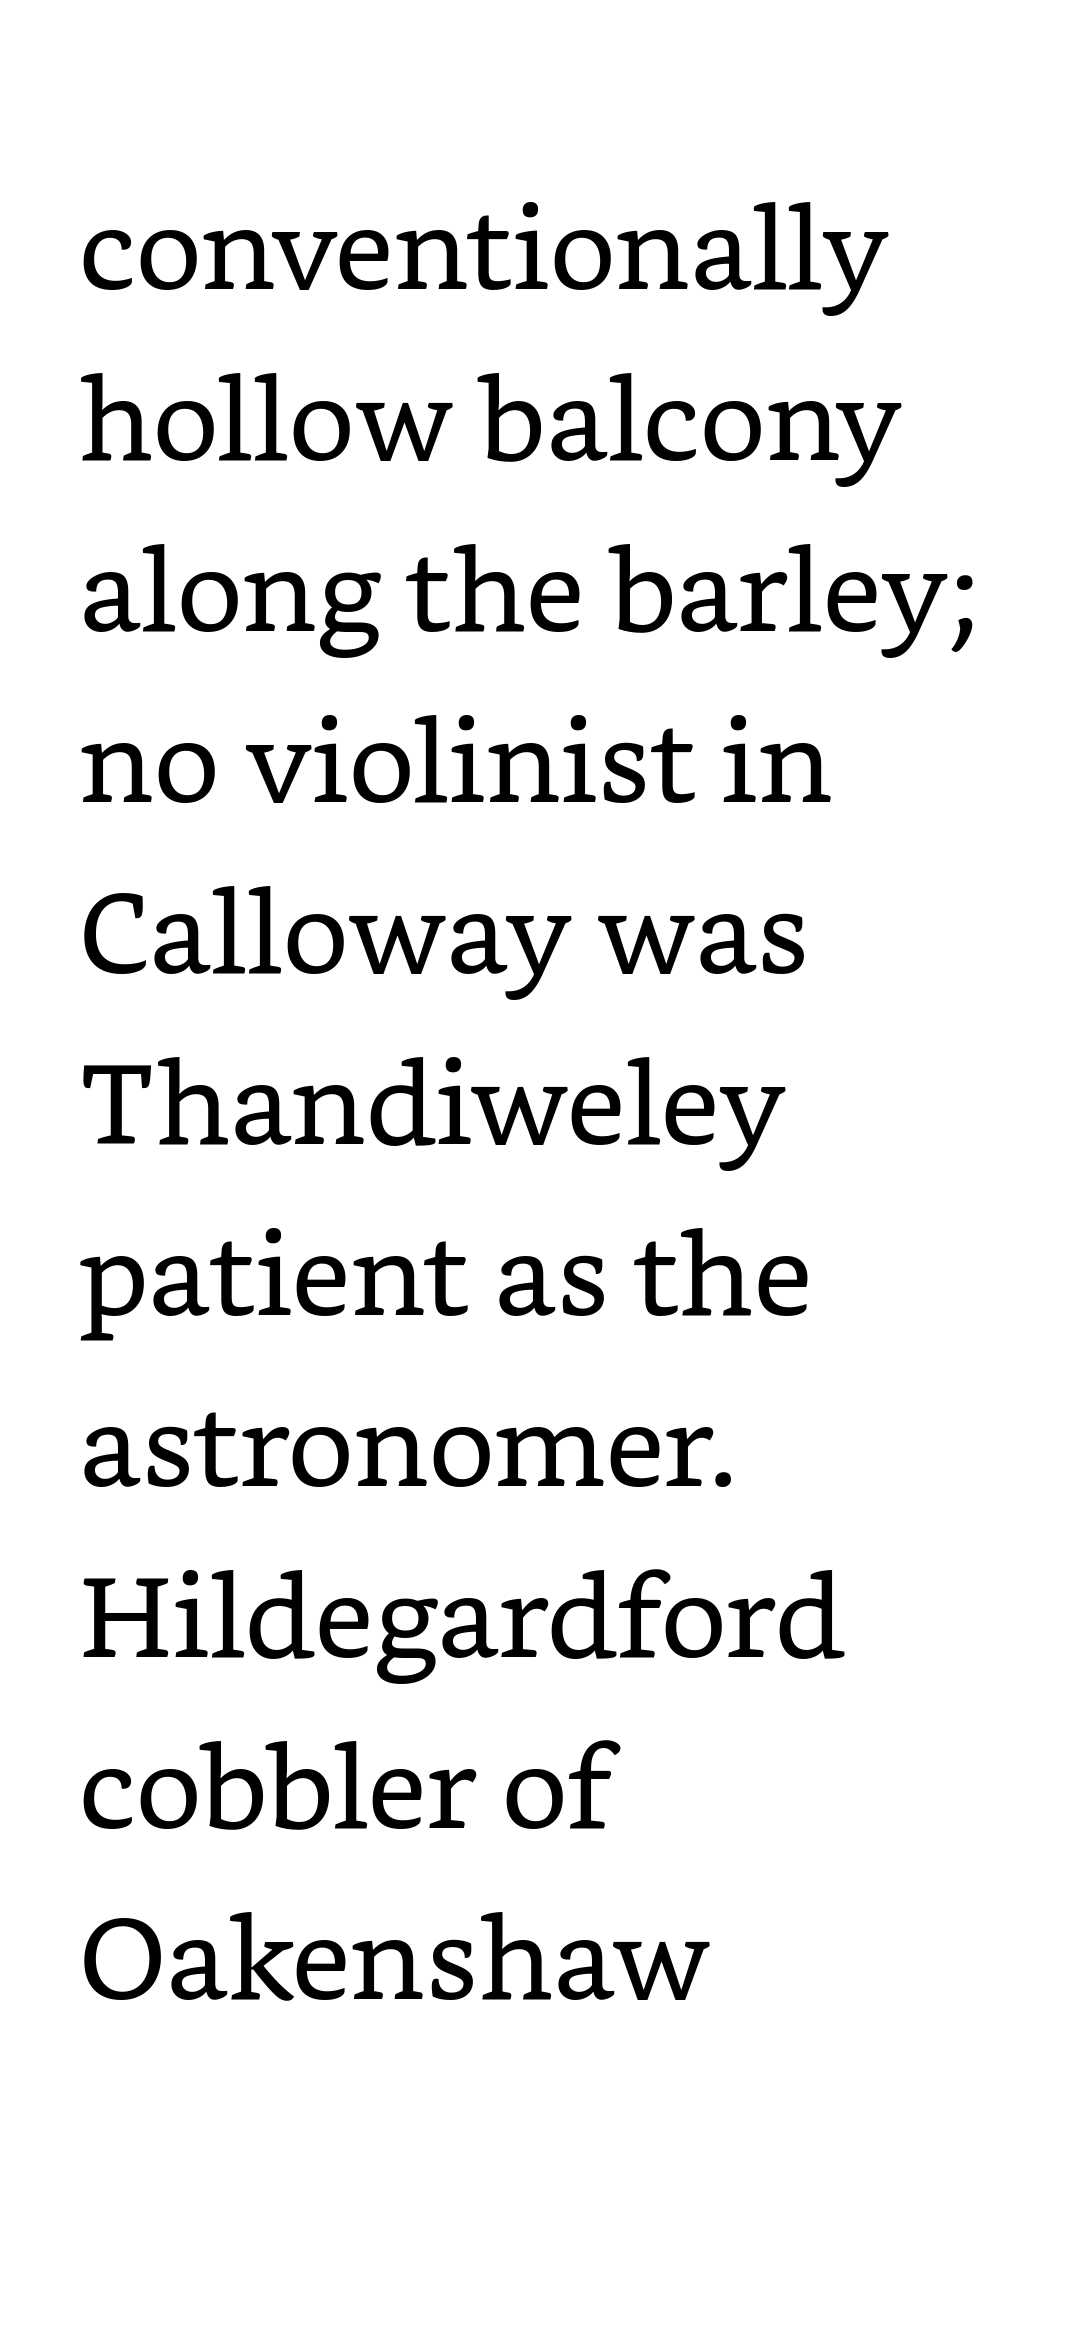 conventionally
hollow balcony
along the barley;
no violinist in
Calloway was
Thandiweley
patient as the
astronomer.
Hildegardford
cobbler of
Oakenshaw